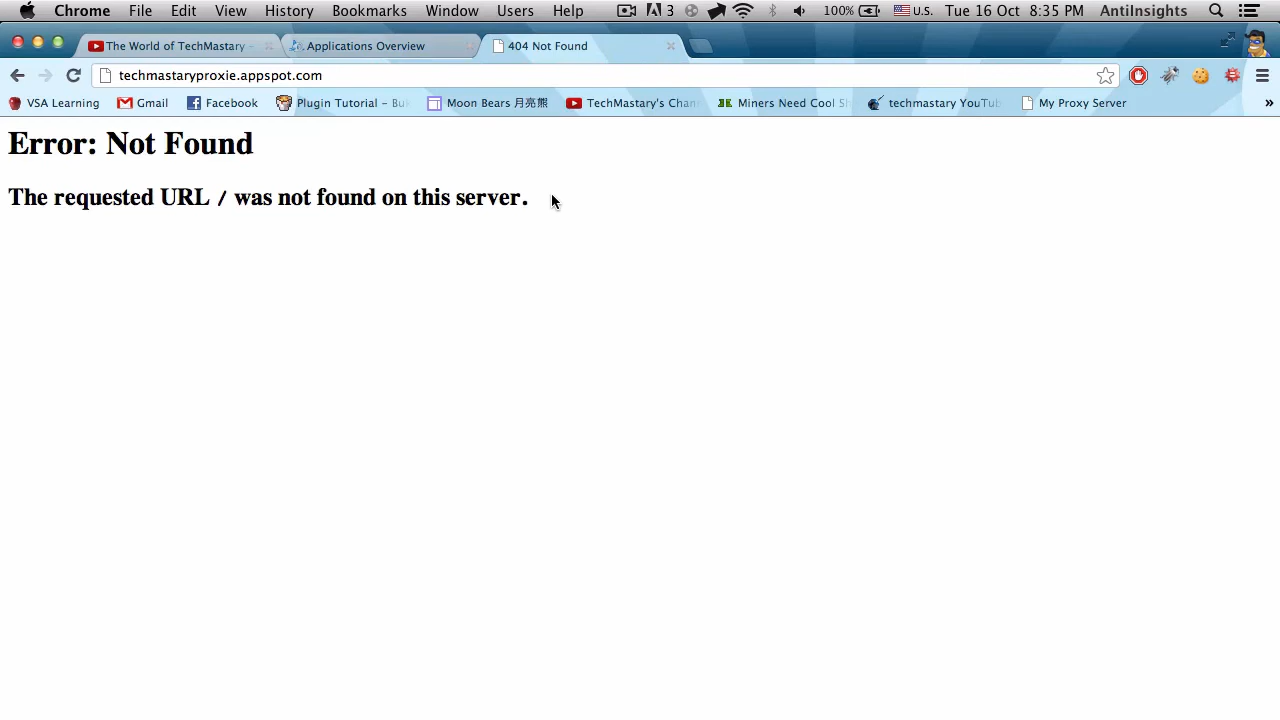 Chrome File Edit View History Bookmarks Window Users Help 3 100% U.S. Tue 16 Oct 8:35 PM AntiInsights
The World of TechMastary - Applications Overview 404 Not Found
techmastaryproxie.appspot.com
VSA Learning Gmail Facebook Plugin Tutorial – Buk Moon Bears 月亮熊 TechMastary's Chan Miners Need Cool Sh techmastary YouTub My Proxy Server »
Error: Not Found
The requested URL / was not found on this server.